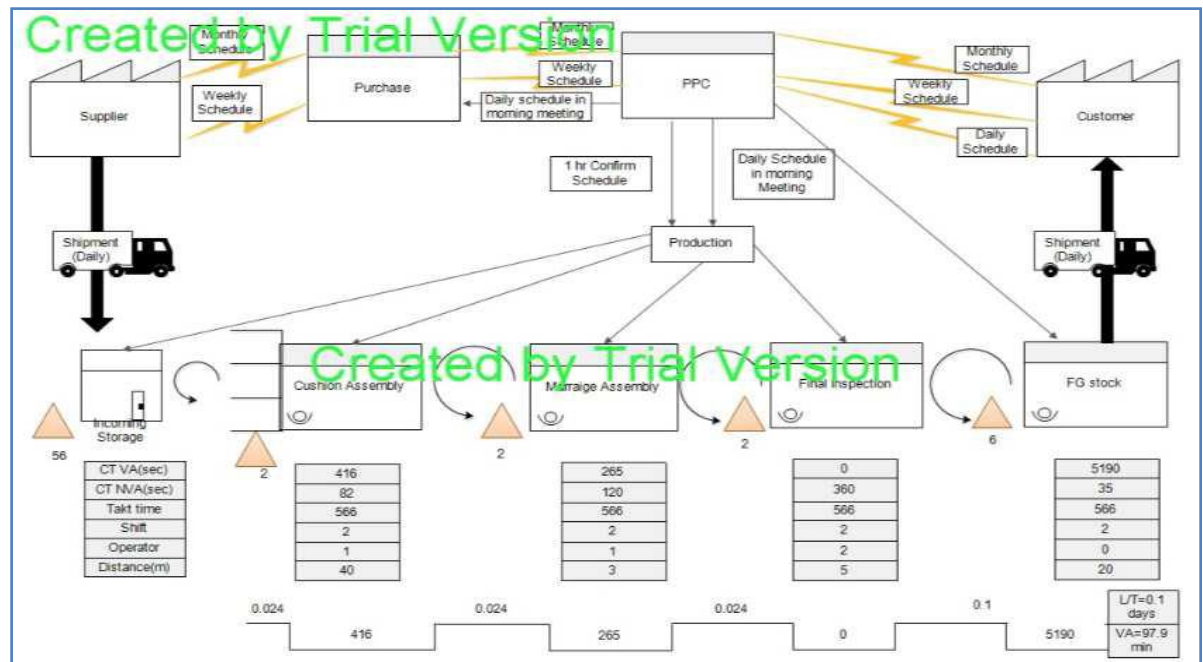 Created by Trial Version
Monthly
Schedule
Monthly
Schedule
Monthly
Schedule
Supplier
Weekly
Schedule
Purchase
Weekly
Schedule
PPC
Weekly
Schedule
Customer
Daily schedule in
morning meeting
Daily
Schedule
1 hr Confirm
Schedule
Daily Schedule
in morning
Meeting
Shipment
(Daily)
Production
Shipment
(Daily)
Created by Trial Version
Cushion Assembly
Marraige Assembly
Final Inspection
FG stock
Incoming
Storage
56
2
2
2
6
CT VA(sec) 416 265 0 5190
CT NVA(sec) 82 120 360 35
Takt time 566 566 566 566
Shift 2 2 2 2
Operator 1 1 2 0
Distance(m) 40 3 5 20
0.024 0.024 0.024 0.1
L/T=0.1
days
416 265 0 5190
VA=97.9
min